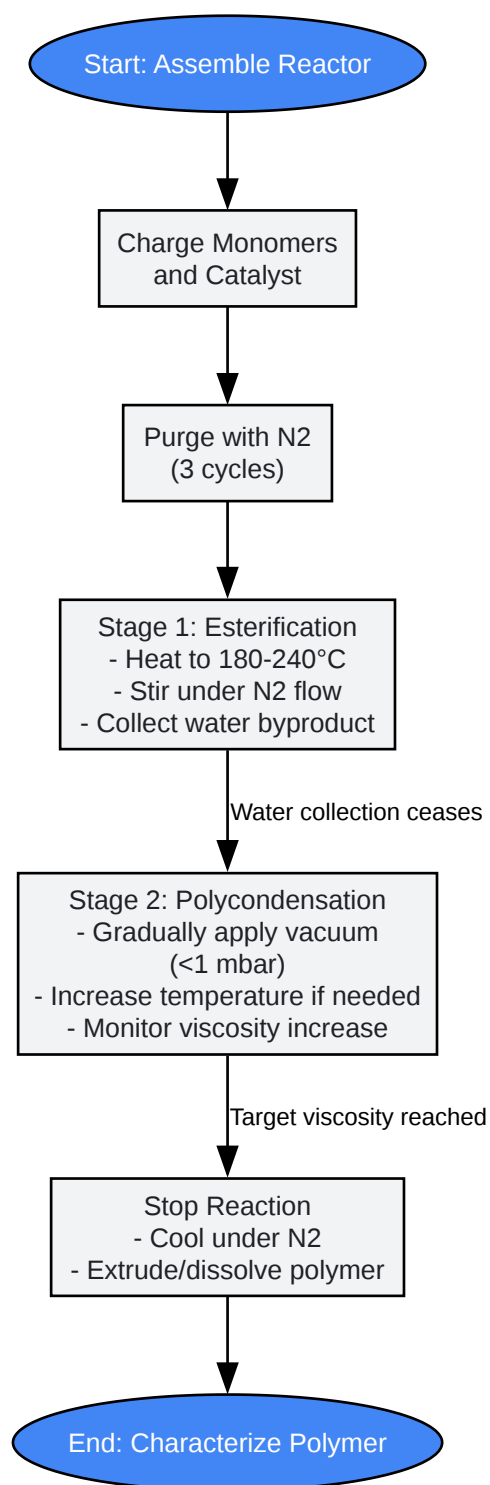 Start: Assemble Reactor
Charge Monomers
and Catalyst
Purge with N2
(3 cycles)
Stage 1: Esterification
- Heat to 180-240°C
- Stir under N2 flow
- Collect water byproduct
Water collection ceases
Stage 2: Polycondensation
- Gradually apply vacuum
(<1 mbar)
- Increase temperature if needed
- Monitor viscosity increase
Target viscosity reached
Stop Reaction
- Cool under N2
- Extrude/dissolve polymer
End: Characterize Polymer